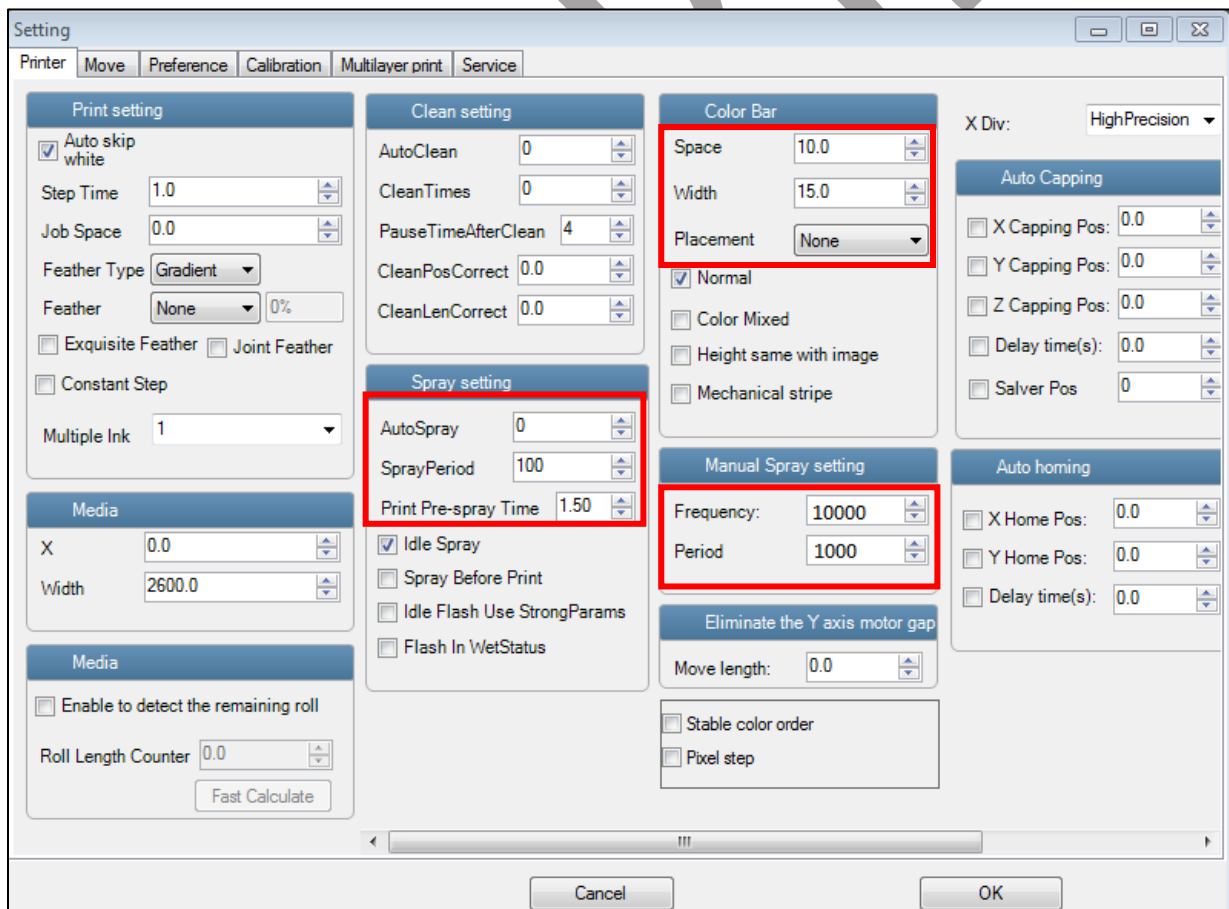 Setting
Printer Move Preference Calibration Multilayer print Service
Print setting
Auto skip
white
Step Time 1.0
Job Space 0.0
Feather Type Gradient
Feather None 0%
Exquisite Feather Joint Feather
Constant Step
Multiple Ink 1
Media
X 0.0
Width 2600.0
Media
Enable to detect the remaining roll
Roll Length Counter 0.0
Fast Calculate
Clean setting
AutoClean 0
CleanTimes 0
PauseTimeAfterClean 4
CleanPosCorrect 0.0
CleanLenCorrect 0.0
Spray setting
AutoSpray 0
SprayPeriod 100
Print Pre-spray Time 1.50
Idle Spray
Spray Before Print
Idle Flash Use StrongParams
Flash In WetStatus
Color Bar
Space 10.0
Width 15.0
Placement None
Normal
Color Mixed
Height same with image
Mechanical stripe
Manual Spray setting
Frequency: 10000
Period 1000
Eliminate the Y axis motor gap
Move length: 0.0
Stable color order
Pixel step
X Div: HighPrecision
Auto Capping
X Capping Pos: 0.0
Y Capping Pos: 0.0
Z Capping Pos: 0.0
Delay time(s): 0.0
Salver Pos 0
Auto homing
X Home Pos: 0.0
Y Home Pos: 0.0
Delay time(s): 0.0
Cancel OK